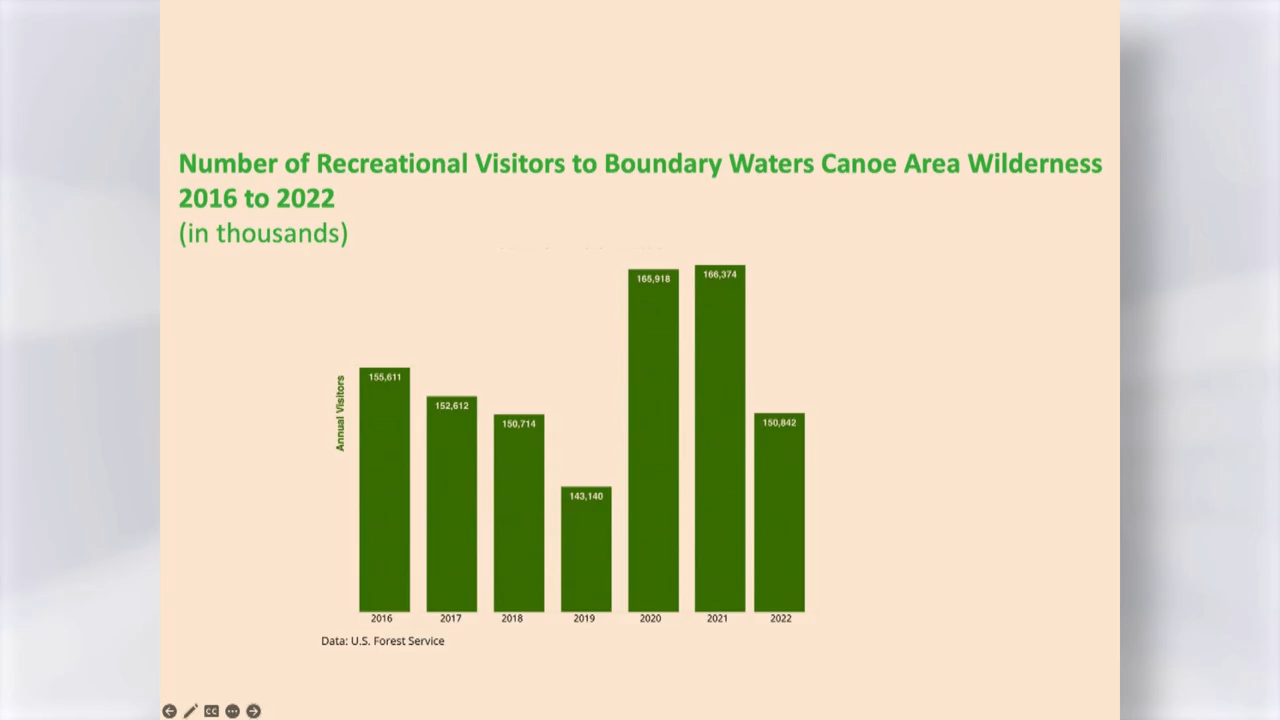 Number of Recreational Visitors to Boundary Waters Canoe Area Wilderness
2016 to 2022
(in thousands)
Annual Visitors
155,611
152,612
150,714
143,140
165,918
166,374
150,842
2016
2017
2018
2019
2020
2021
2022
Data: U.S. Forest Service
CC